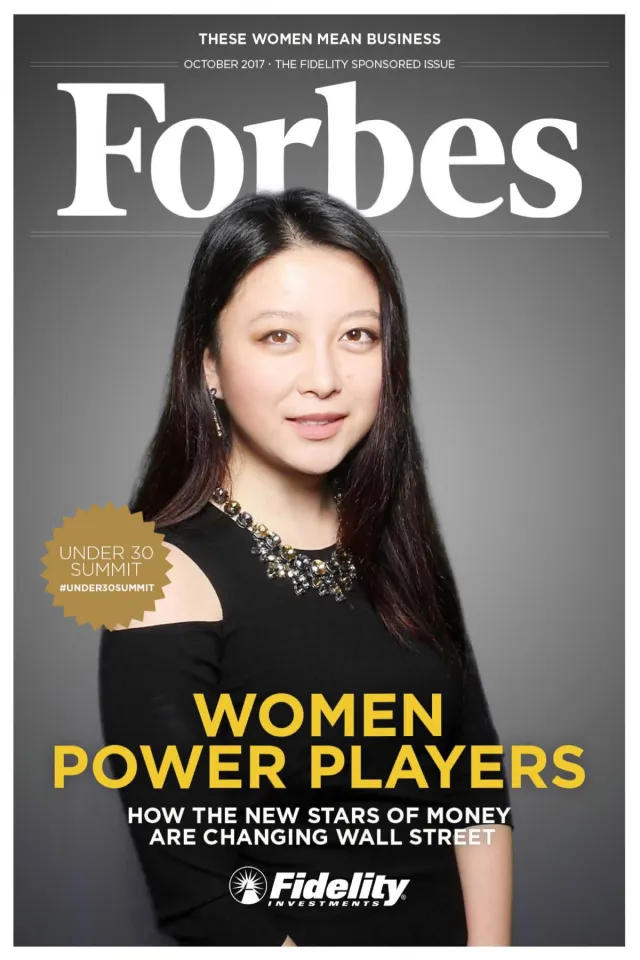 THESE WOMEN MEAN BUSINESS
OCTOBER 2017 · THE FIDELITY SPONSORED ISSUE
Forbes
UNDER 30
SUMMIT
#UNDER30SUMMIT
WOMEN
POWER PLAYERS
HOW THE NEW STARS OF MONEY
ARE CHANGING WALL STREET
Fidelity
INVESTMENTS®